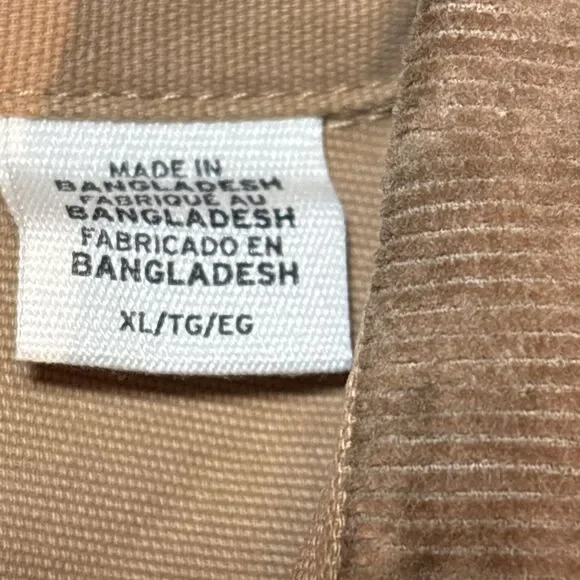 MADE IN
BANGLADESH
FABRIQUÉ AU
BANGLADESH
FABRICADO EN
BANGLADESH
XL/TG/EG